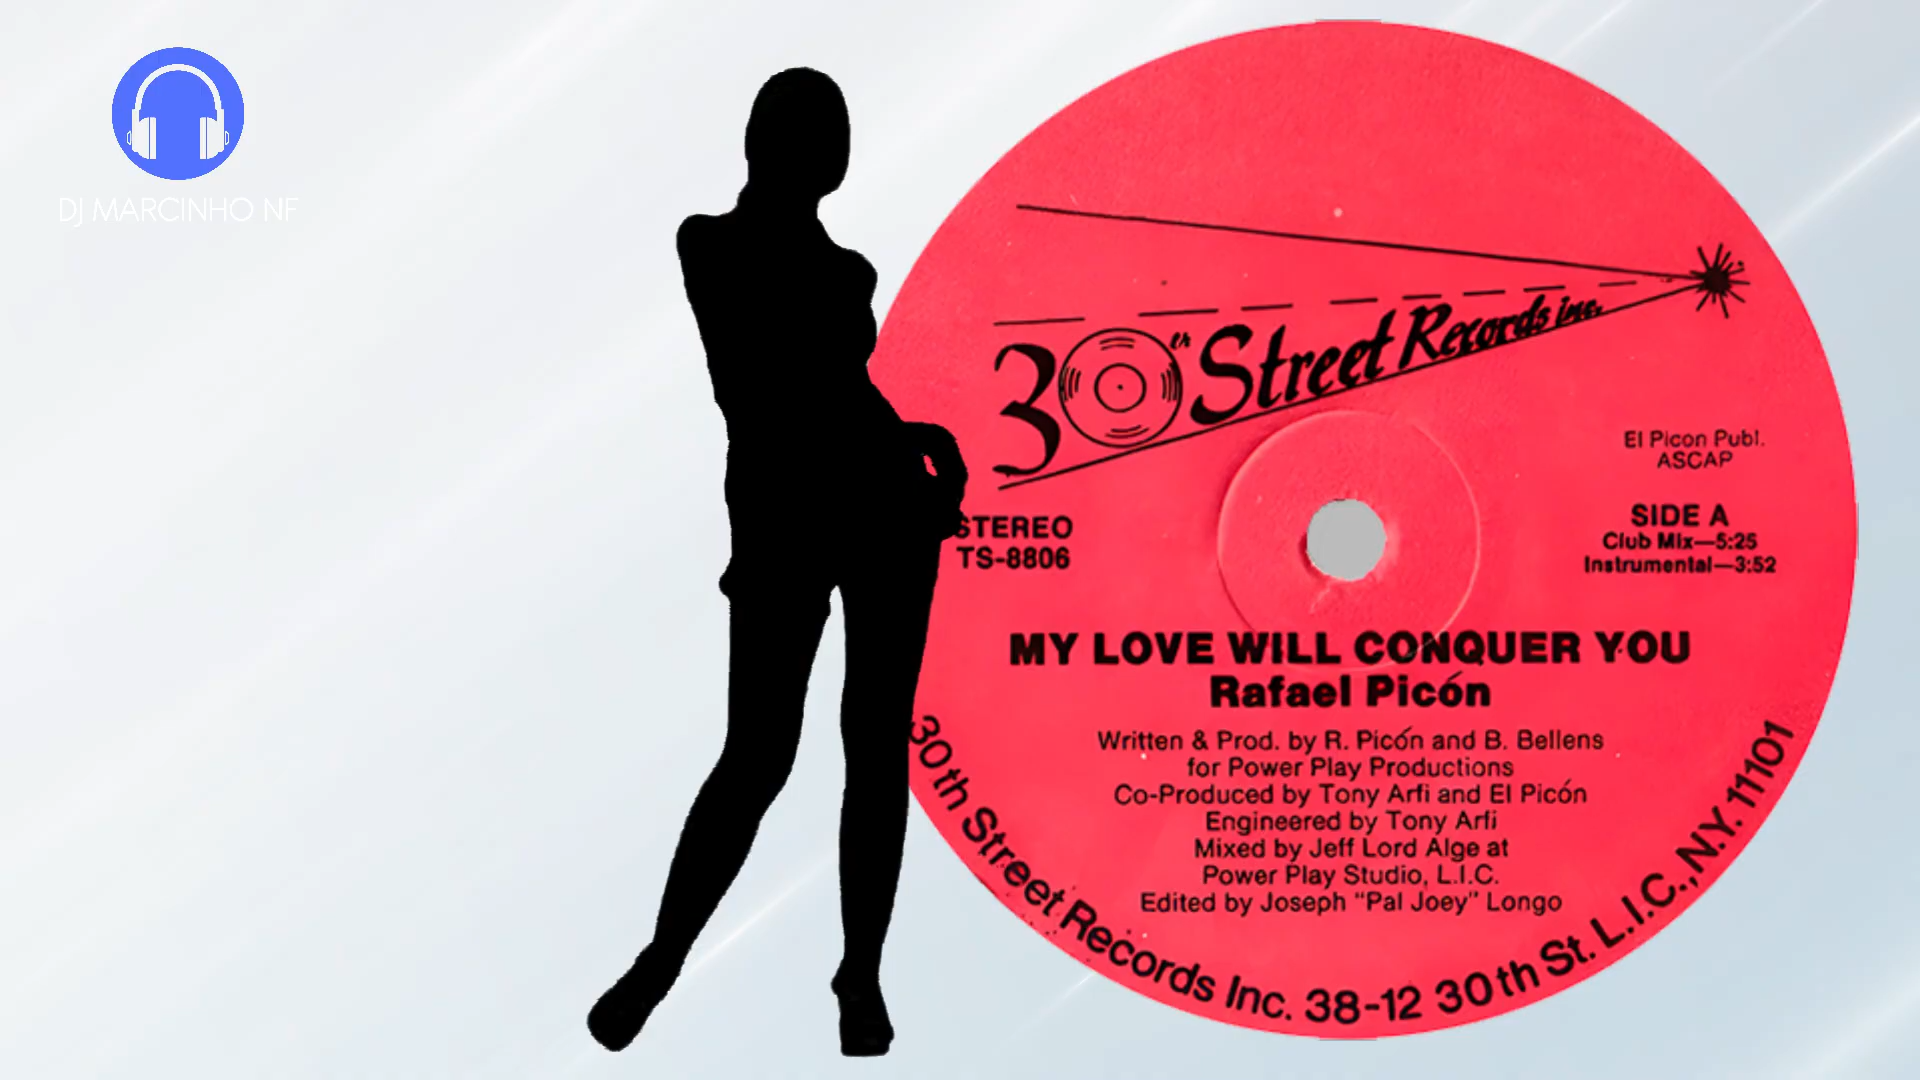 DJ MARCINHO NF
30th Street Records inc.
El Picon Publ.
ASCAP
STEREO
TS-8806
SIDE A
Club Mix—5:25
Instrumental—3:52
MY LOVE WILL CONQUER YOU
Rafael Picón
Written & Prod. by R. Picón and B. Bellens
for Power Play Productions
Co-Produced by Tony Arfi and El Picón
Engineered by Tony Arfi
Mixed by Jeff Lord Alge at
Power Play Studio, L.I.C.
Edited by Joseph “Pal Joey” Longo
30th Street Records Inc. 38-12 30th St. L.I.C., N.Y. 11101